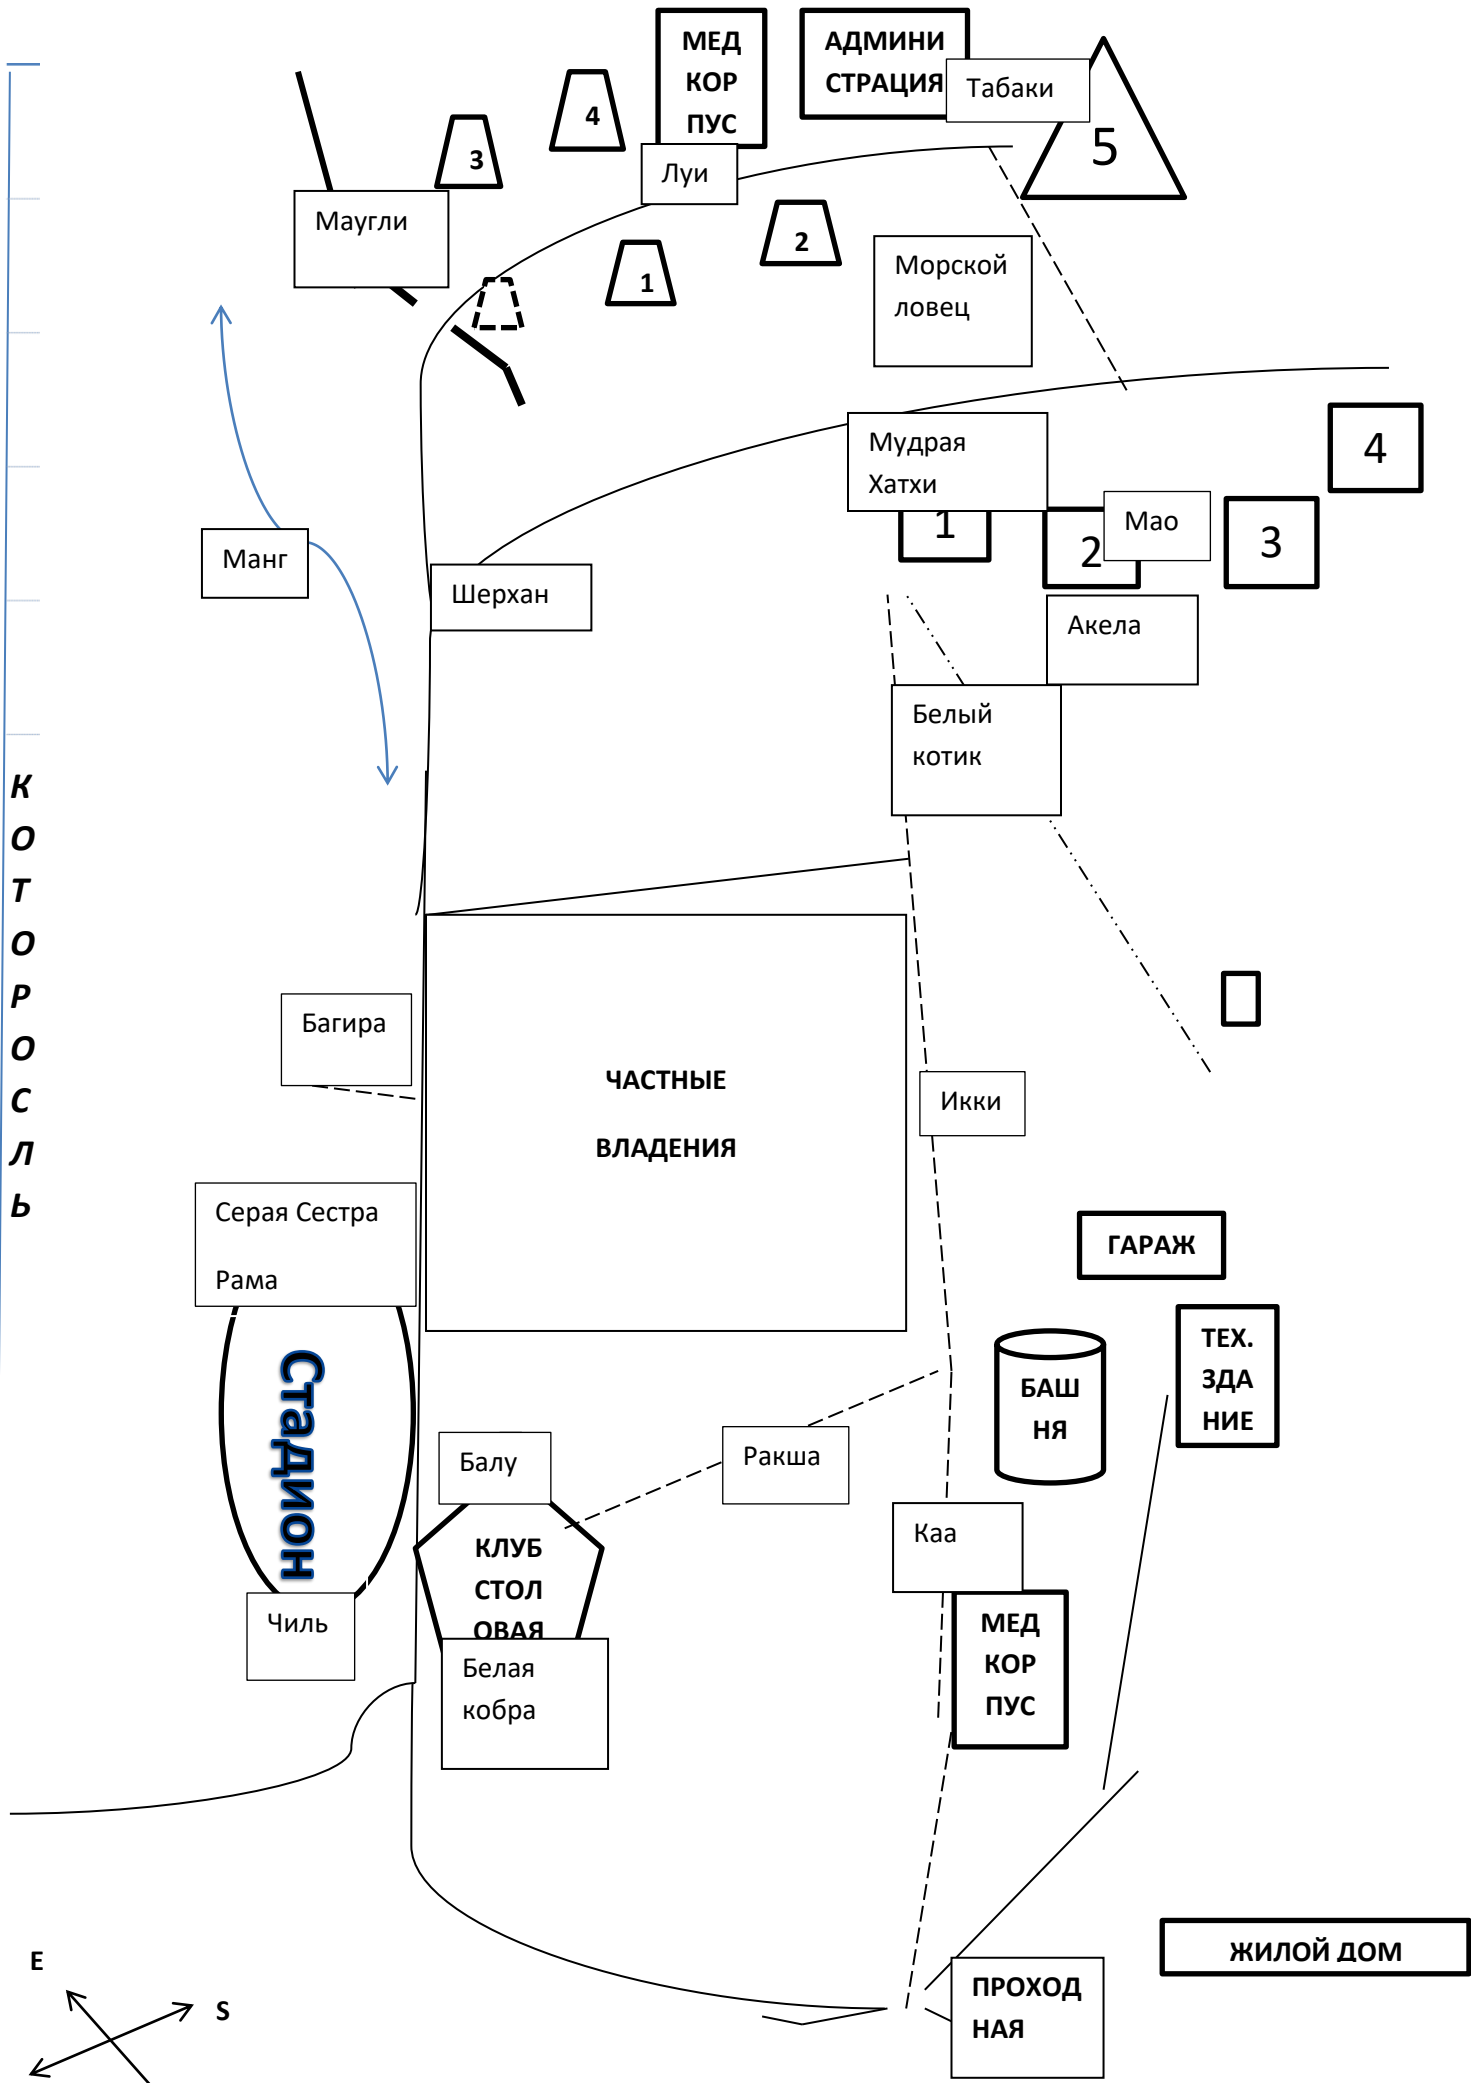 МЕД
КОР
ПУС
АДМИНИ
СТРАЦИЯ
Табаки
5
4
3
Луи
Маугли
2
1
Морской
ловец
Мудрая
Хатхи
4
1
2
Мао
3
Манг
Шерхан
Акела
Белый
котик
К
О
Т
О
Р
О
С
Л
Ь
Багира
ЧАСТНЫЕ
ВЛАДЕНИЯ
Икки
Серая Сестра
Рама
ГАРАЖ
Стадион
БАШ
НЯ
ТЕХ.
ЗДА
НИЕ
Балу
Ракша
КЛУБ
СТОЛ
ОВАЯ
Каа
Чиль
МЕД
КОР
ПУС
Белая
кобра
ЖИЛОЙ ДОМ
E
S
ПРОХОД
НАЯ